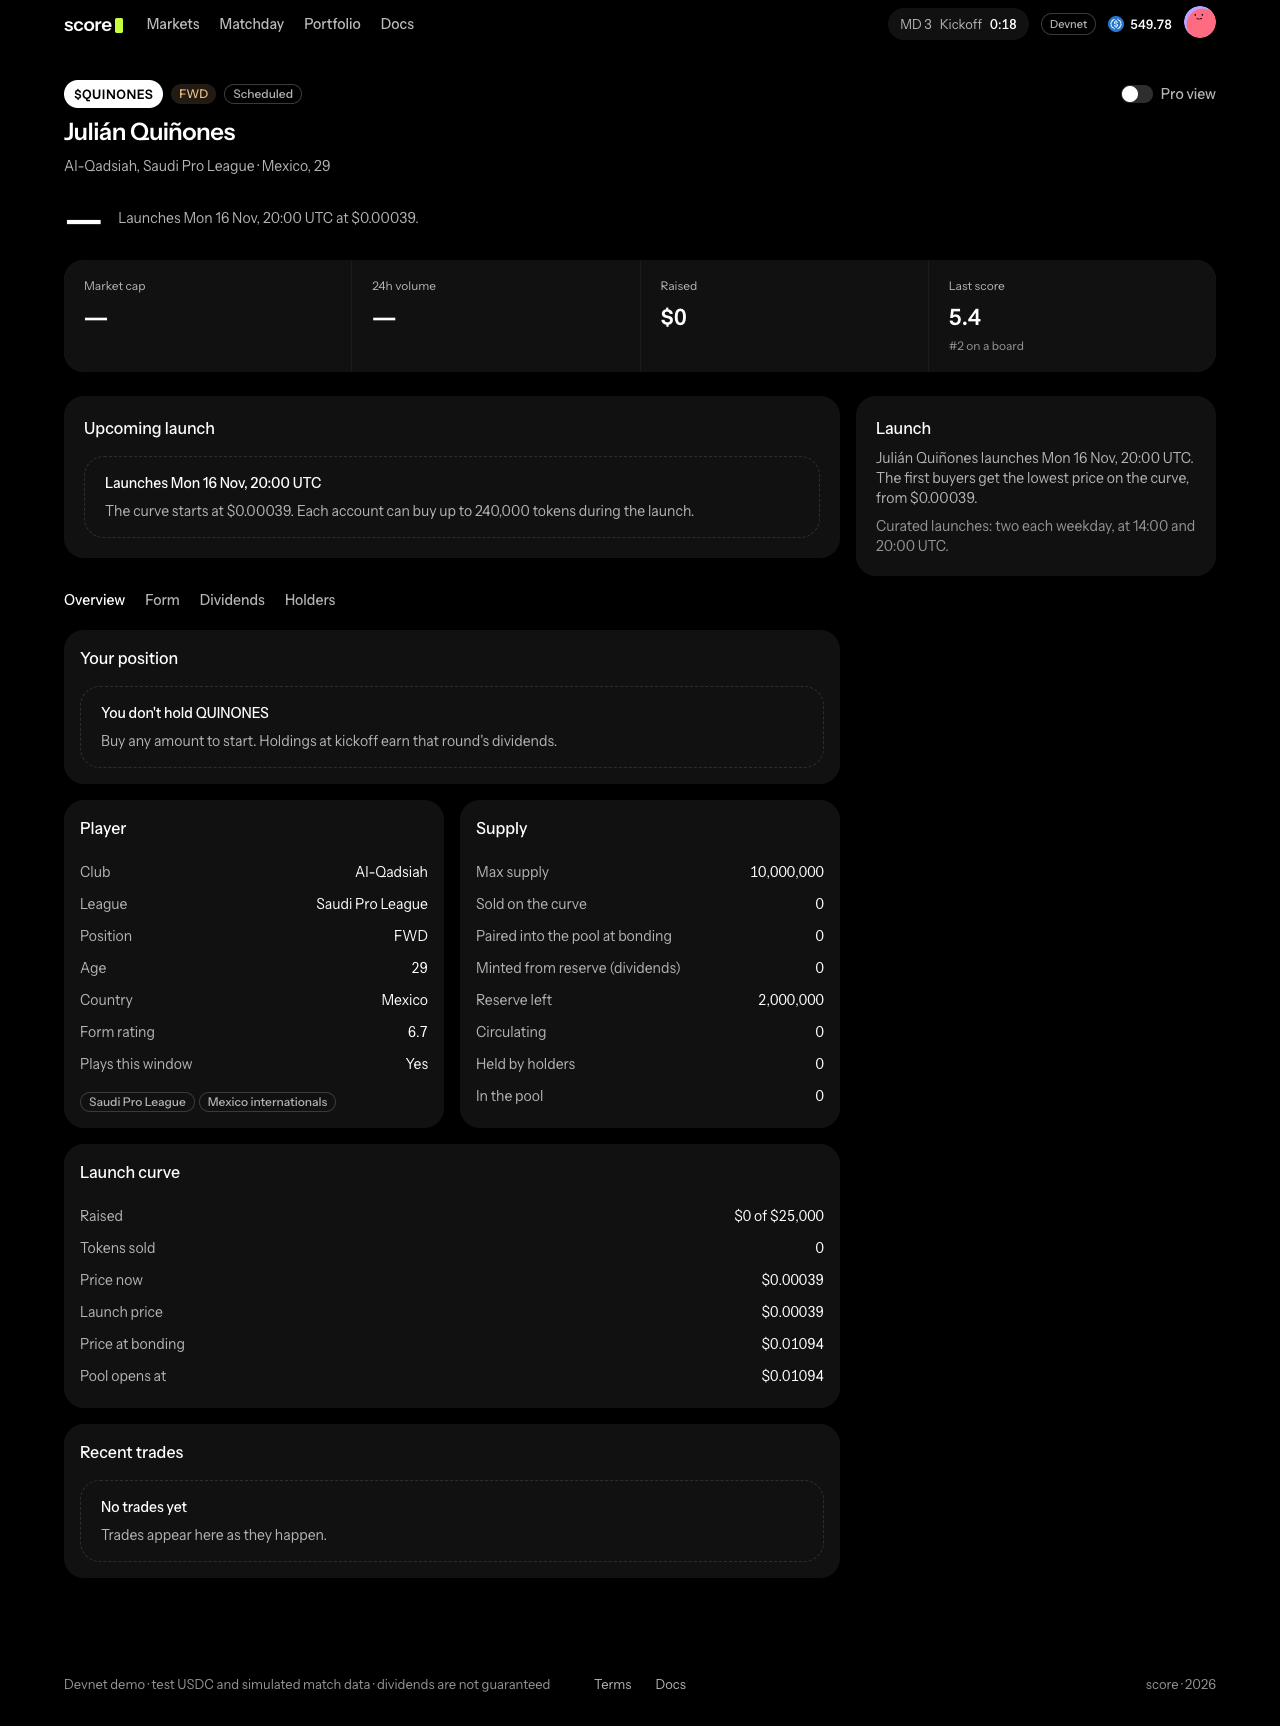 score
Markets
Matchday
Portfolio
Docs
MD 3 Kickoff 0:18
Devnet
549.78
$QUINONES
FWD
Scheduled
Pro view
Julián Quiñones
Al-Qadsiah, Saudi Pro League · Mexico, 29
— Launches Mon 16 Nov, 20:00 UTC at $0.00039.
Market cap
—
24h volume
—
Raised
$0
Last score
5.4
#2 on a board
Upcoming launch
Launches Mon 16 Nov, 20:00 UTC
The curve starts at $0.00039. Each account can buy up to 240,000 tokens during the launch.
Launch
Julián Quiñones launches Mon 16 Nov, 20:00 UTC.
The first buyers get the lowest price on the curve,
from $0.00039.
Curated launches: two each weekday, at 14:00 and
20:00 UTC.
Overview
Form
Dividends
Holders
Your position
You don't hold QUINONES
Buy any amount to start. Holdings at kickoff earn that round's dividends.
Player
Club Al-Qadsiah
League Saudi Pro League
Position FWD
Age 29
Country Mexico
Form rating 6.7
Plays this window Yes
Saudi Pro League
Mexico internationals
Supply
Max supply 10,000,000
Sold on the curve 0
Paired into the pool at bonding 0
Minted from reserve (dividends) 0
Reserve left 2,000,000
Circulating 0
Held by holders 0
In the pool 0
Launch curve
Raised $0 of $25,000
Tokens sold 0
Price now $0.00039
Launch price $0.00039
Price at bonding $0.01094
Pool opens at $0.01094
Recent trades
No trades yet
Trades appear here as they happen.
Devnet demo · test USDC and simulated match data · dividends are not guaranteed
Terms
Docs
score · 2026